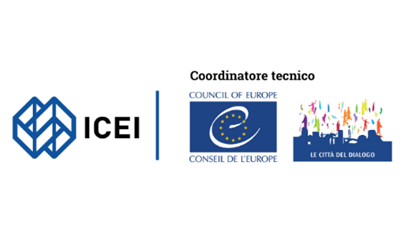 ICEI
Coordinatore tecnico
COUNCIL OF EUROPE
CONSEIL DE L'EUROPE
LE CITTÀ DEL DIALOGO